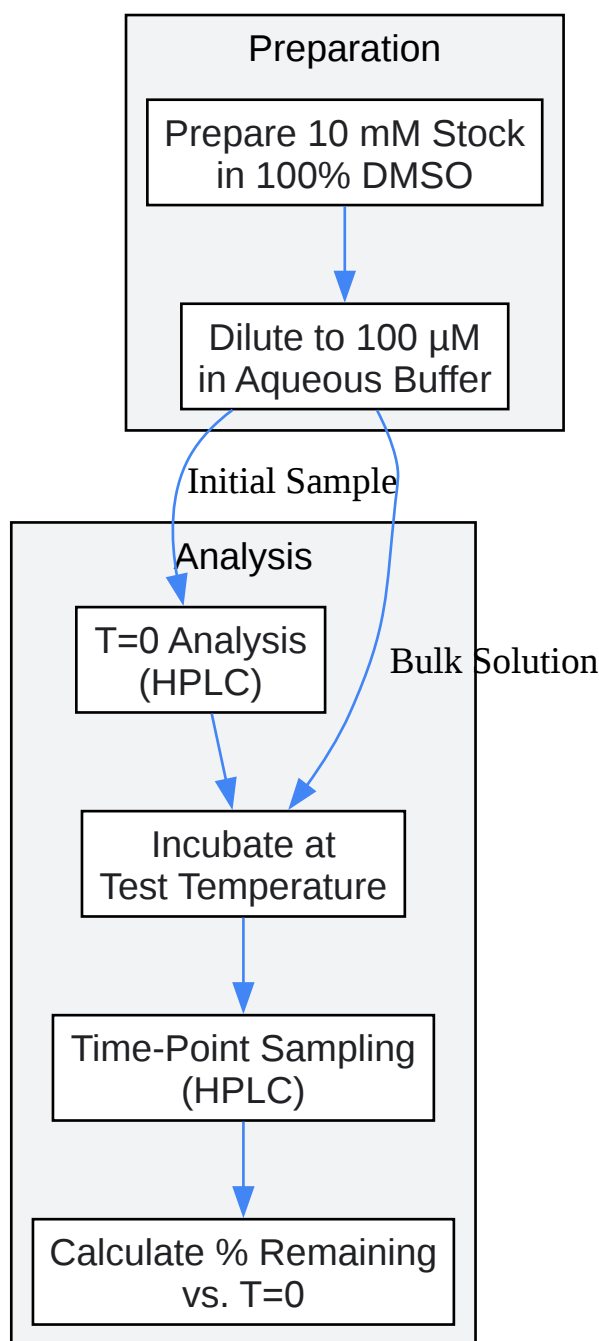 Preparation
Prepare 10 mM Stock
in 100% DMSO
Dilute to 100 µM
in Aqueous Buffer
Initial Sample
Analysis
T=0 Analysis
(HPLC)
Bulk Solution
Incubate at
Test Temperature
Time-Point Sampling
(HPLC)
Calculate % Remaining
vs. T=0